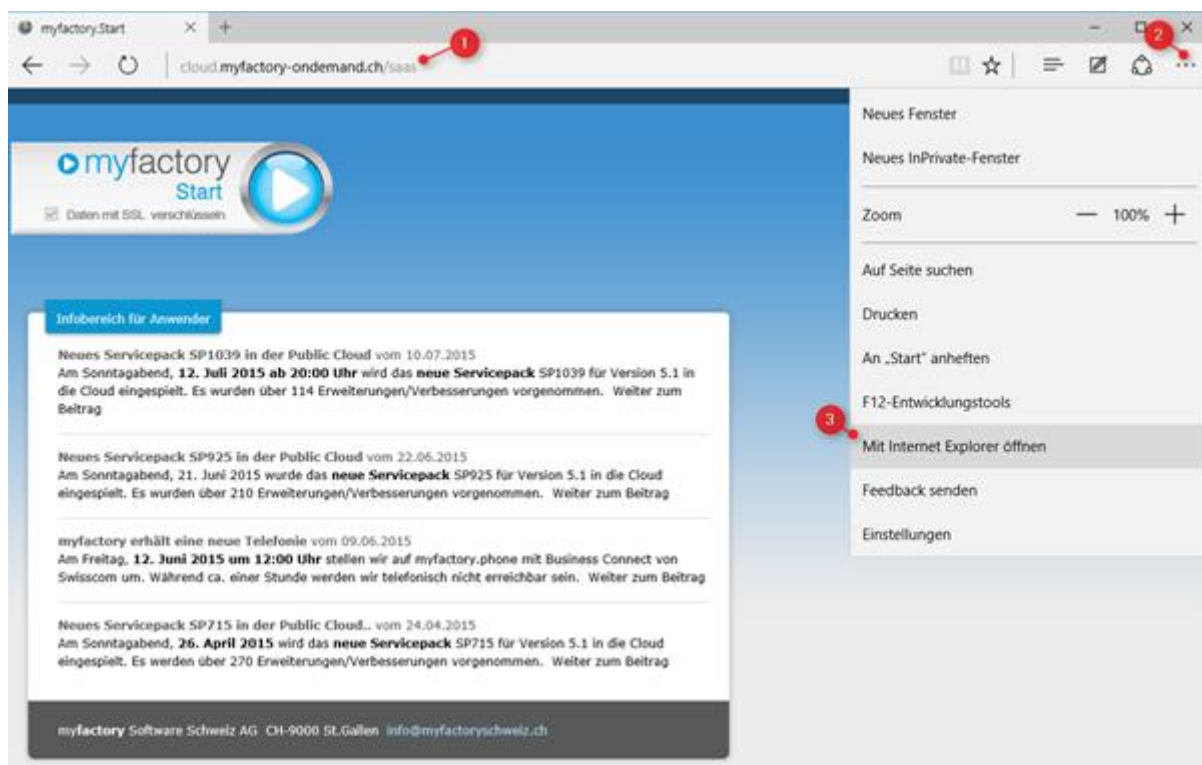 myfactory.Start
1
2
cloud.myfactory-ondemand.ch/saas
Neues Fenster
Neues InPrivate-Fenster
Zoom
100%
Auf Seite suchen
Drucken
An „Start" anheften
F12-Entwicklungstools
3
Mit Internet Explorer öffnen
Feedback senden
Einstellungen
myfactory
Start
Daten mit SSL verschlüsseln
Infobereich für Anwender
Neues Servicepack SP1039 in der Public Cloud vom 10.07.2015
Am Sonntagabend, 12. Juli 2015 ab 20:00 Uhr wird das neue Servicepack SP1039 für Version 5.1 in
die Cloud eingespielt. Es wurden über 114 Erweiterungen/Verbesserungen vorgenommen. Weiter zum
Beitrag
Neues Servicepack SP925 in der Public Cloud vom 22.06.2015
Am Sonntagabend, 21. Juni 2015 wurde das neue Servicepack SP925 für Version 5.1 in die Cloud
eingespielt. Es wurden über 210 Erweiterungen/Verbesserungen vorgenommen. Weiter zum Beitrag
myfactory erhält eine neue Telefonie vom 09.06.2015
Am Freitag, 12. Juni 2015 um 12:00 Uhr stellen wir auf myfactory.phone mit Business Connect von
Swisscom um. Während ca. einer Stunde werden wir telefonisch nicht erreichbar sein. Weiter zum Beitrag
Neues Servicepack SP715 in der Public Cloud.. vom 24.04.2015
Am Sonntagabend, 26. April 2015 wird das neue Servicepack SP715 für Version 5.1 in die Cloud
eingespielt. Es werden über 270 Erweiterungen/Verbesserungen vorgenommen. Weiter zum Beitrag
myfactory Software Schweiz AG CH-9000 St.Gallen info@myfactoryschweiz.ch